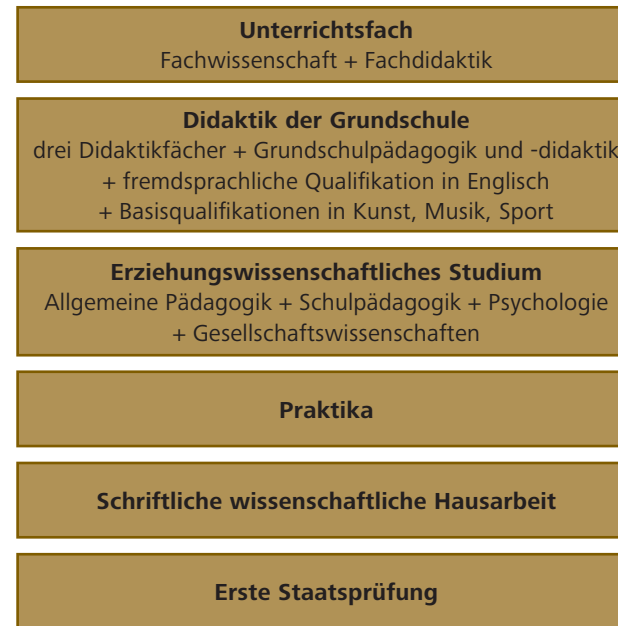 Unterrichtsfach
Fachwissenschaft + Fachdidaktik
Didaktik der Grundschule
drei Didaktikfächer + Grundschulpädagogik und -didaktik
+ fremdsprachliche Qualifikation in Englisch
+ Basisqualifikationen in Kunst, Musik, Sport
Erziehungswissenschaftliches Studium
Allgemeine Pädagogik + Schulpädagogik + Psychologie
+ Gesellschaftswissenschaften
Praktika
Schriftliche wissenschaftliche Hausarbeit
Erste Staatsprüfung